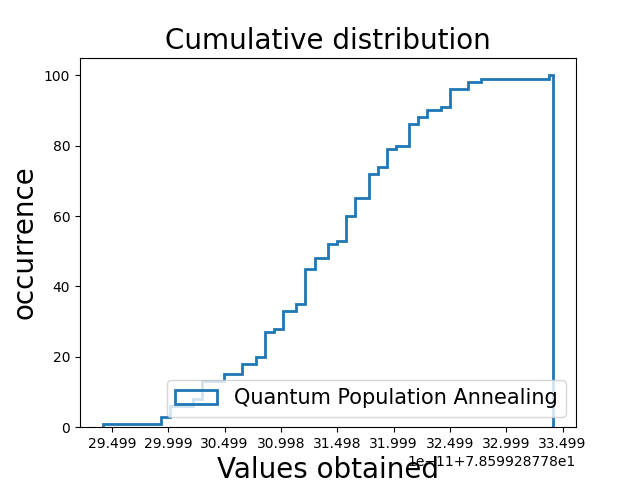 Cumulative distribution
100
80
60
40
20
0
occurrence
Quantum Population Annealing
29.499 29.999 30.499 30.998 31.498 31.999 32.499 32.999 33.499
1e−11+7.859928778e1
Values obtained